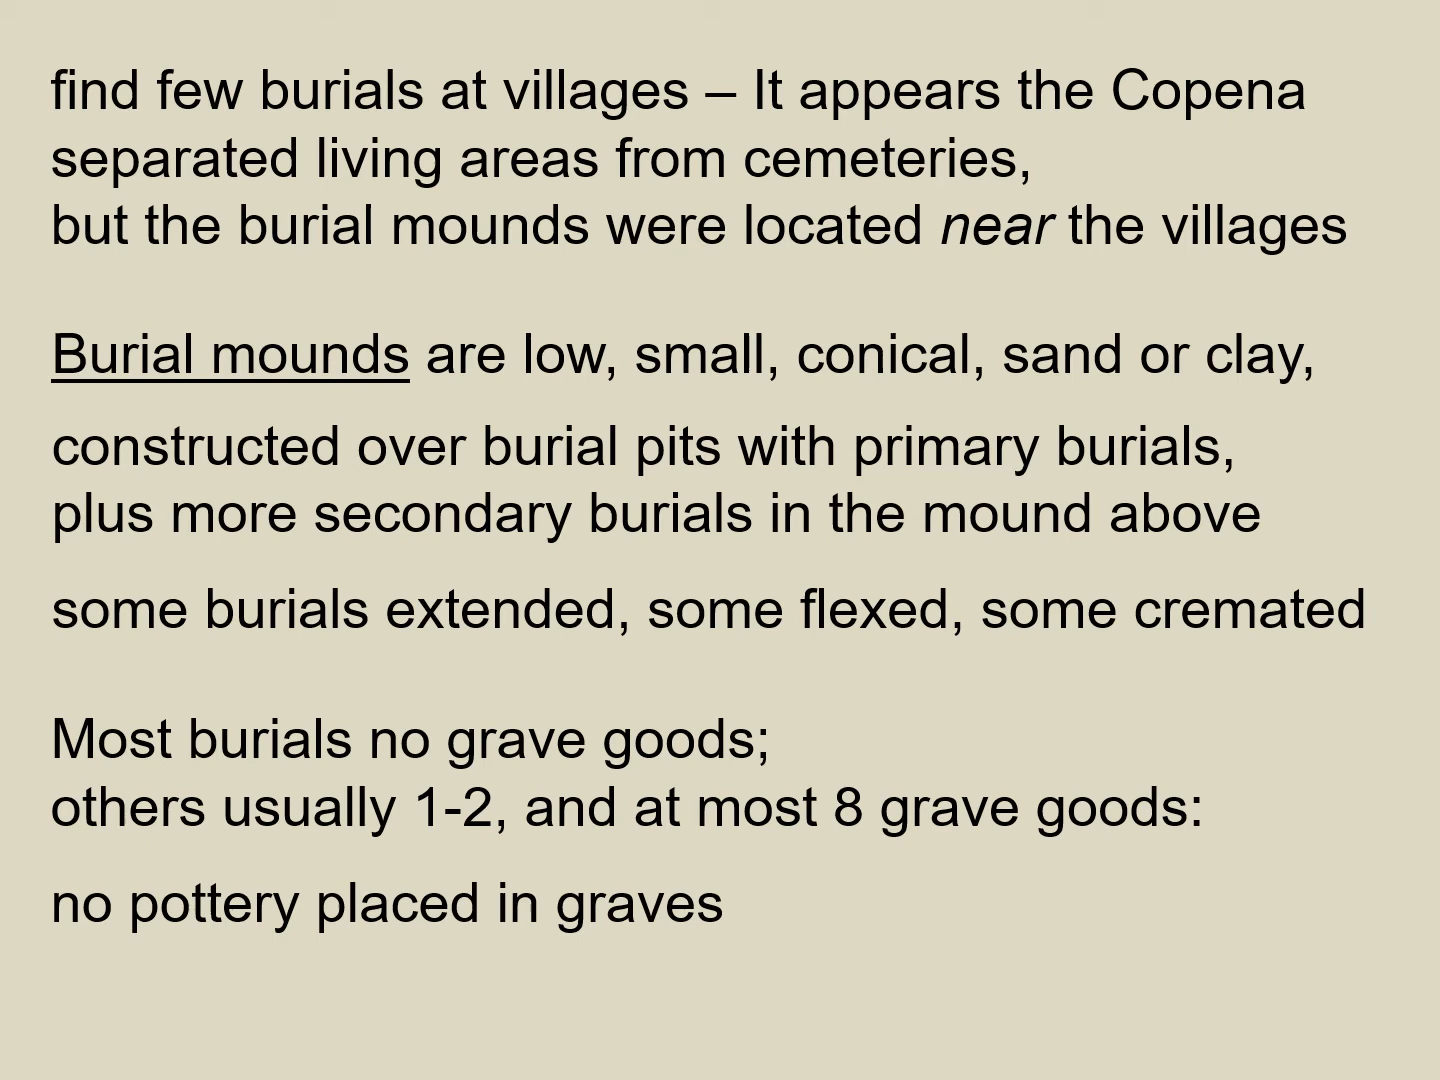 find few burials at villages – It appears the Copena
separated living areas from cemeteries,
but the burial mounds were located near the villages
Burial mounds are low, small, conical, sand or clay,
constructed over burial pits with primary burials,
plus more secondary burials in the mound above
some burials extended, some flexed, some cremated
Most burials no grave goods;
others usually 1-2, and at most 8 grave goods:
no pottery placed in graves